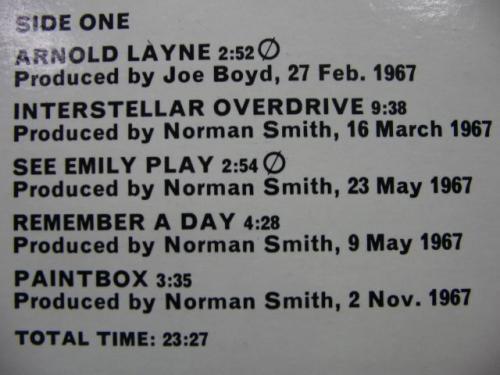 SIDE ONE
ARNOLD LAYNE 2:52 Ø
Produced by Joe Boyd, 27 Feb. 1967
INTERSTELLAR OVERDRIVE 9:38
Produced by Norman Smith, 16 March 1967
SEE EMILY PLAY 2:54 Ø
Produced by Norman Smith, 23 May 1967
REMEMBER A DAY 4:28
Produced by Norman Smith, 9 May 1967
PAINTBOX 3:35
Produced by Norman Smith, 2 Nov. 1967
TOTAL TIME: 23:27